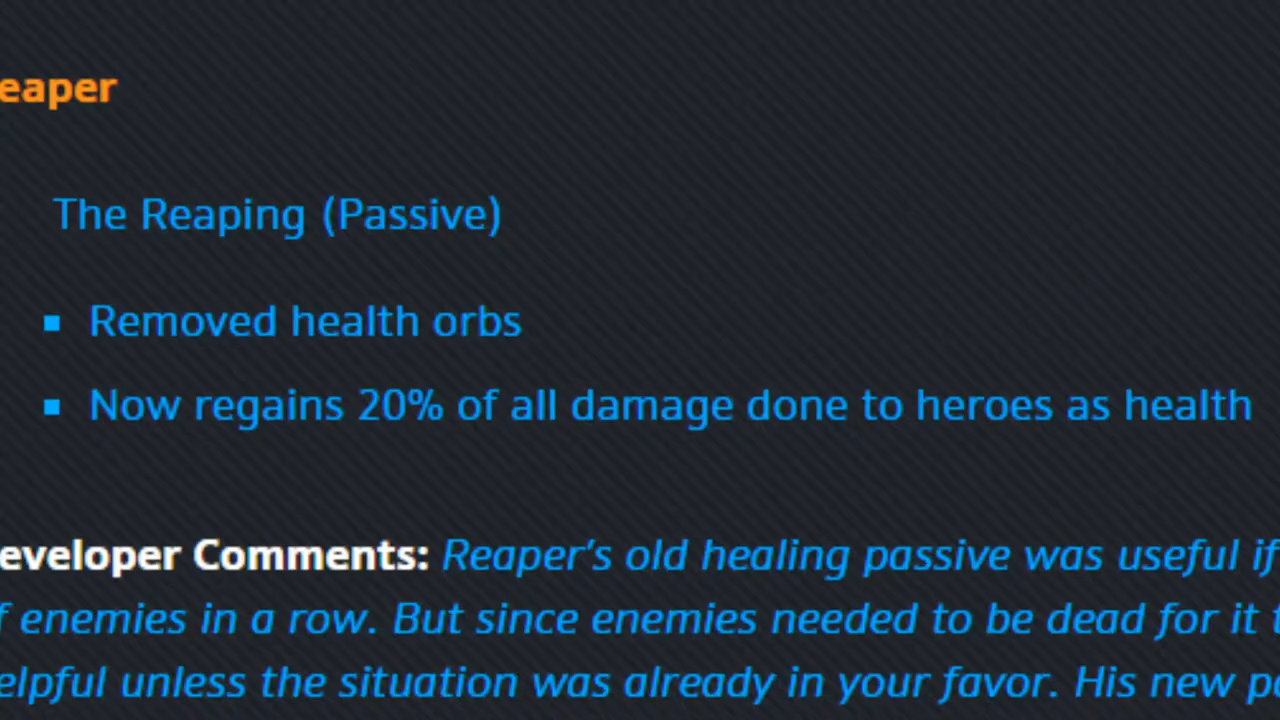 eaper
The Reaping (Passive)
Removed health orbs
Now regains 20% of all damage done to heroes as health
eveloper Comments: Reaper's old healing passive was useful if
f enemies in a row. But since enemies needed to be dead for it
elpful unless the situation was already in your favor. His new